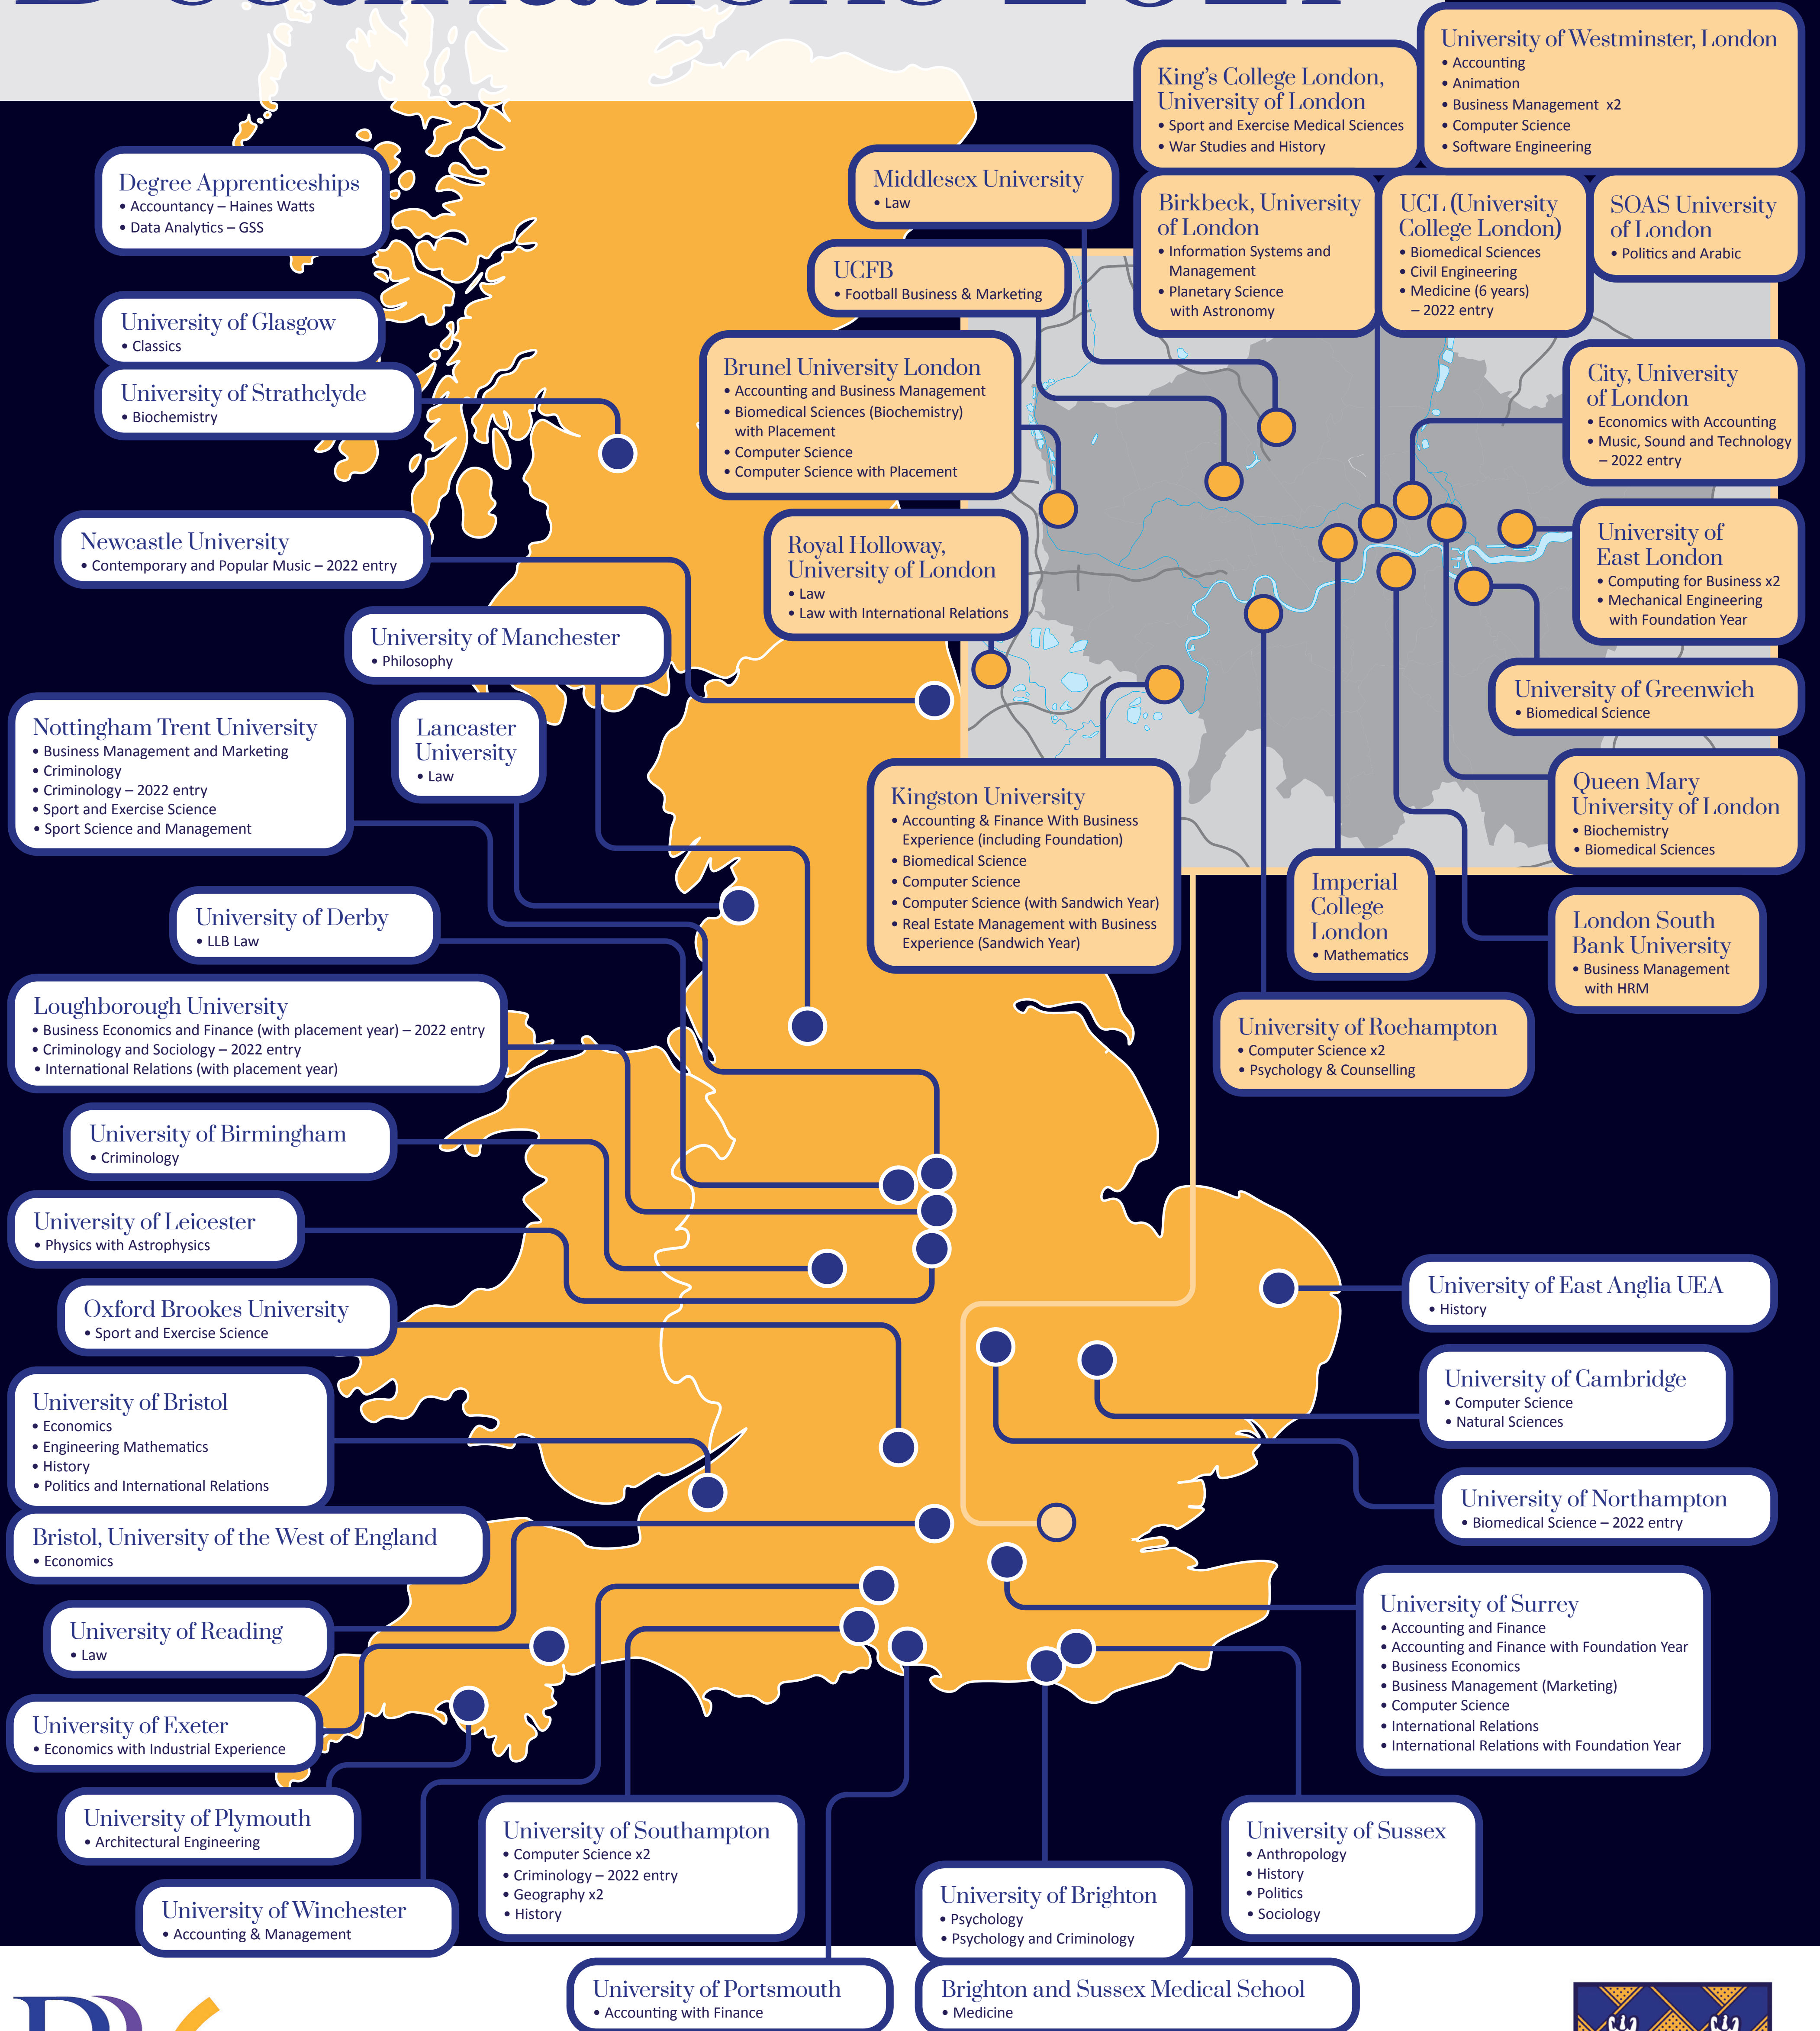 University of Westminster, London
• Accounting
• Animation
• Business Management x2
• Computer Science
• Software Engineering
King's College London,
University of London
• Sport and Exercise Medical Sciences
• War Studies and History
Degree Apprenticeships
• Accountancy – Haines Watts
• Data Analytics – GSS
Middlesex University
• Law
Birkbeck, University
of London
• Information Systems and
Management
• Planetary Science
with Astronomy
UCL (University
College London)
• Biomedical Sciences
• Civil Engineering
• Medicine (6 years)
– 2022 entry
SOAS University
of London
• Politics and Arabic
UCFB
• Football Business & Marketing
University of Glasgow
• Classics
University of Strathclyde
• Biochemistry
Brunel University London
• Accounting and Business Management
• Biomedical Sciences (Biochemistry)
with Placement
• Computer Science
• Computer Science with Placement
City, University
of London
• Economics with Accounting
• Music, Sound and Technology
– 2022 entry
Newcastle University
• Contemporary and Popular Music – 2022 entry
Royal Holloway,
University of London
• Law
• Law with International Relations
University of
East London
• Computing for Business x2
• Mechanical Engineering
with Foundation Year
University of Manchester
• Philosophy
University of Greenwich
• Biomedical Science
Nottingham Trent University
• Business Management and Marketing
• Criminology
• Criminology – 2022 entry
• Sport and Exercise Science
• Sport Science and Management
Lancaster
University
• Law
Kingston University
• Accounting & Finance With Business
Experience (including Foundation)
• Biomedical Science
• Computer Science
• Computer Science (with Sandwich Year)
• Real Estate Management with Business
Experience (Sandwich Year)
Queen Mary
University of London
• Biochemistry
• Biomedical Sciences
Imperial
College
London
• Mathematics
London South
Bank University
• Business Management
with HRM
University of Derby
• LLB Law
University of Roehampton
• Computer Science x2
• Psychology & Counselling
Loughborough University
• Business Economics and Finance (with placement year) – 2022 entry
• Criminology and Sociology – 2022 entry
• International Relations (with placement year)
University of Birmingham
• Criminology
University of Leicester
• Physics with Astrophysics
University of East Anglia UEA
• History
Oxford Brookes University
• Sport and Exercise Science
University of Cambridge
• Computer Science
• Natural Sciences
University of Bristol
• Economics
• Engineering Mathematics
• History
• Politics and International Relations
University of Northampton
• Biomedical Science – 2022 entry
Bristol, University of the West of England
• Economics
University of Surrey
• Accounting and Finance
• Accounting and Finance with Foundation Year
• Business Economics
• Business Management (Marketing)
• Computer Science
• International Relations
• International Relations with Foundation Year
University of Reading
• Law
University of Exeter
• Economics with Industrial Experience
University of Plymouth
• Architectural Engineering
University of Southampton
• Computer Science x2
• Criminology – 2022 entry
• Geography x2
• History
University of Sussex
• Anthropology
• History
• Politics
• Sociology
University of Winchester
• Accounting & Management
University of Brighton
• Psychology
• Psychology and Criminology
University of Portsmouth
• Accounting with Finance
Brighton and Sussex Medical School
• Medicine